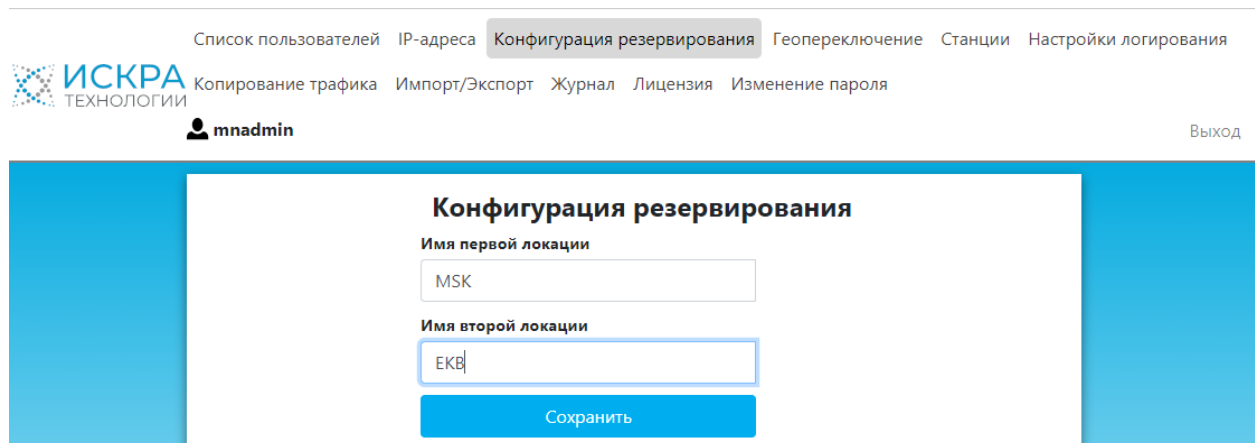 Список пользователей IP-адреса Конфигурация резервирования Геопереключение Станции Настройки логирования
ИСКРА
ТЕХНОЛОГИИ
Копирование трафика Импорт/Экспорт Журнал Лицензия Изменение пароля
mnadmin Выход
Конфигурация резервирования
Имя первой локации
MSK
Имя второй локации
EKB
Сохранить